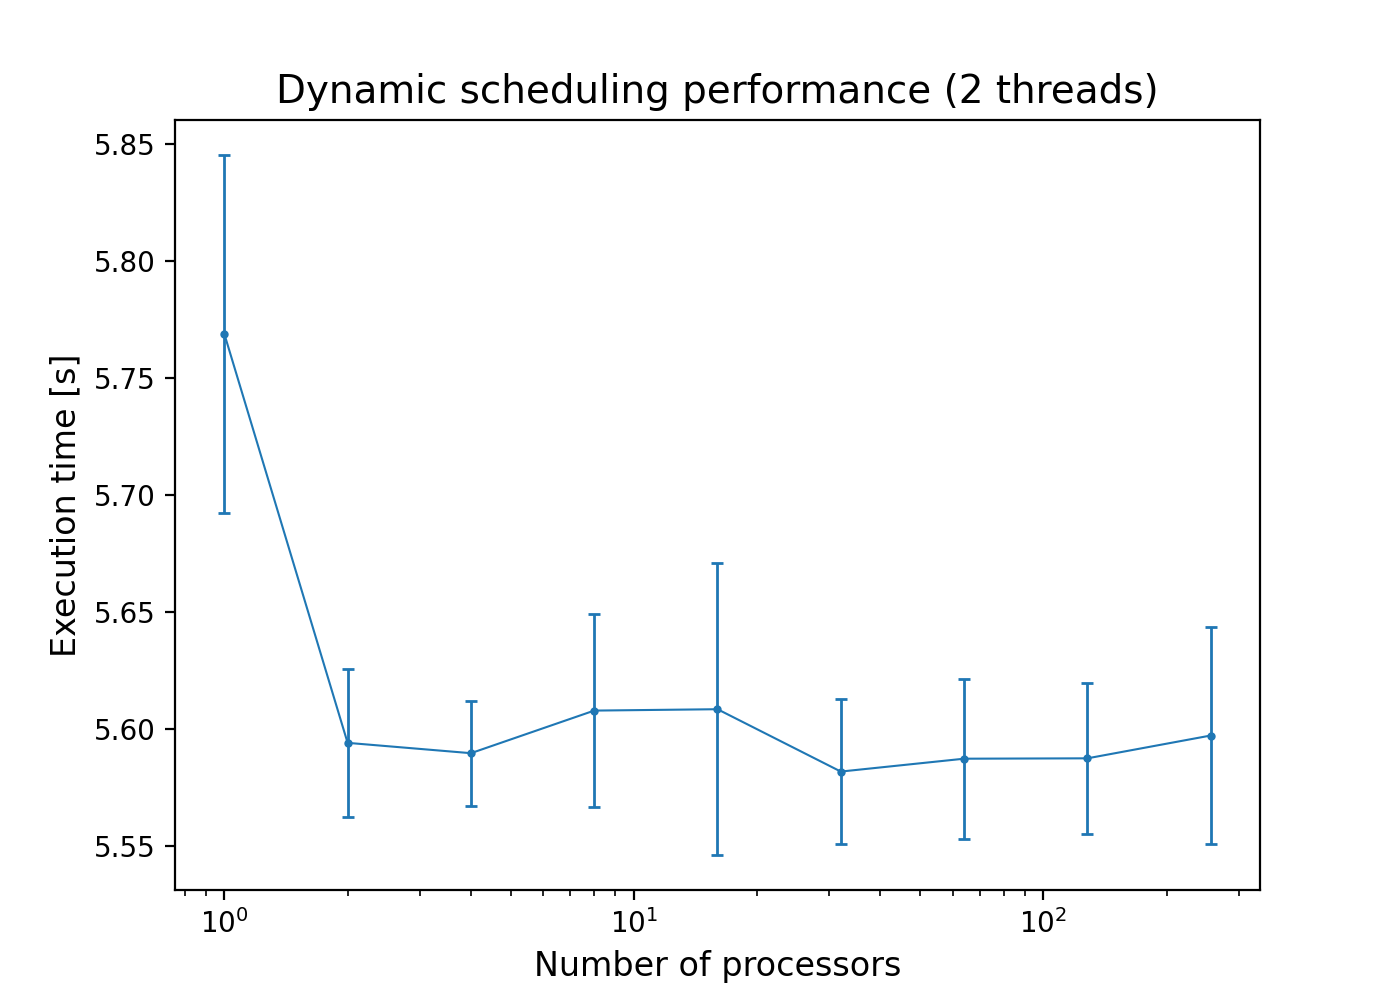 Dynamic scheduling performance (2 threads)
5.85
5.80
5.75
5.70
5.65
5.60
5.55
Execution time [s]
10⁰ 10¹ 10²
Number of processors